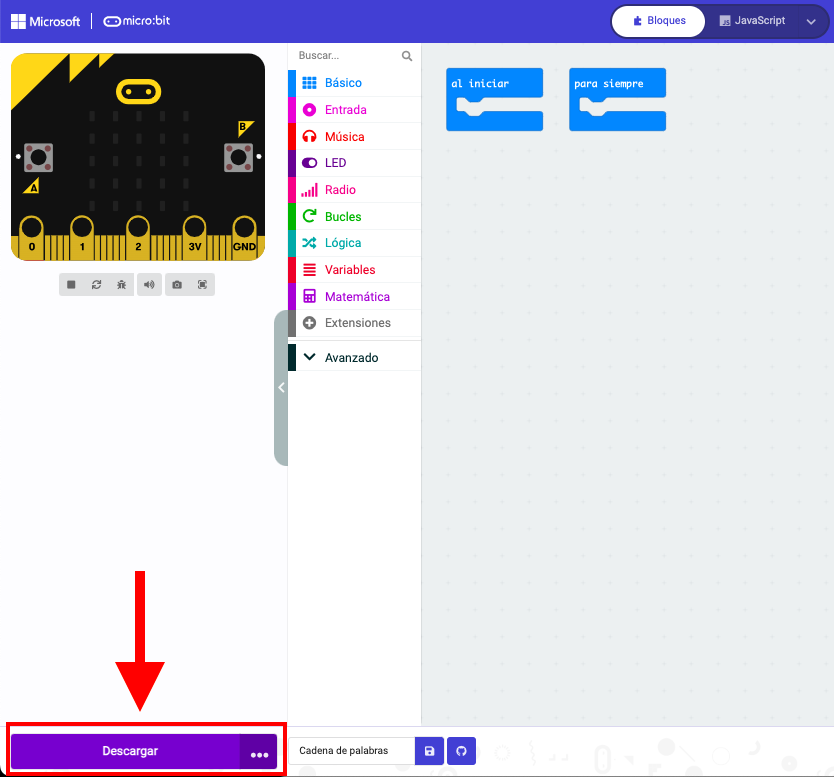 Microsoft micro:bit
Bloques
JavaScript
B
A
0 1 2 3V GND
Buscar...
Básico
Entrada
Música
LED
Radio
Bucles
Lógica
Variables
Matemática
Extensiones
Avanzado
al iniciar
para siempre
Descargar
...
Cadena de palabras